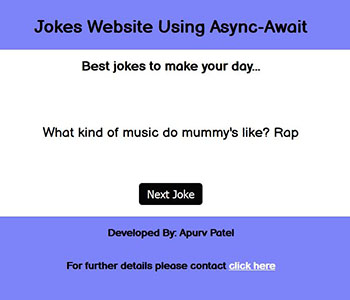 Jokes Website Using Async-Await
Best jokes to make your day...
What kind of music do mummy's like? Rap
Next Joke
Developed By: Apurv Patel
For further details please contact click here